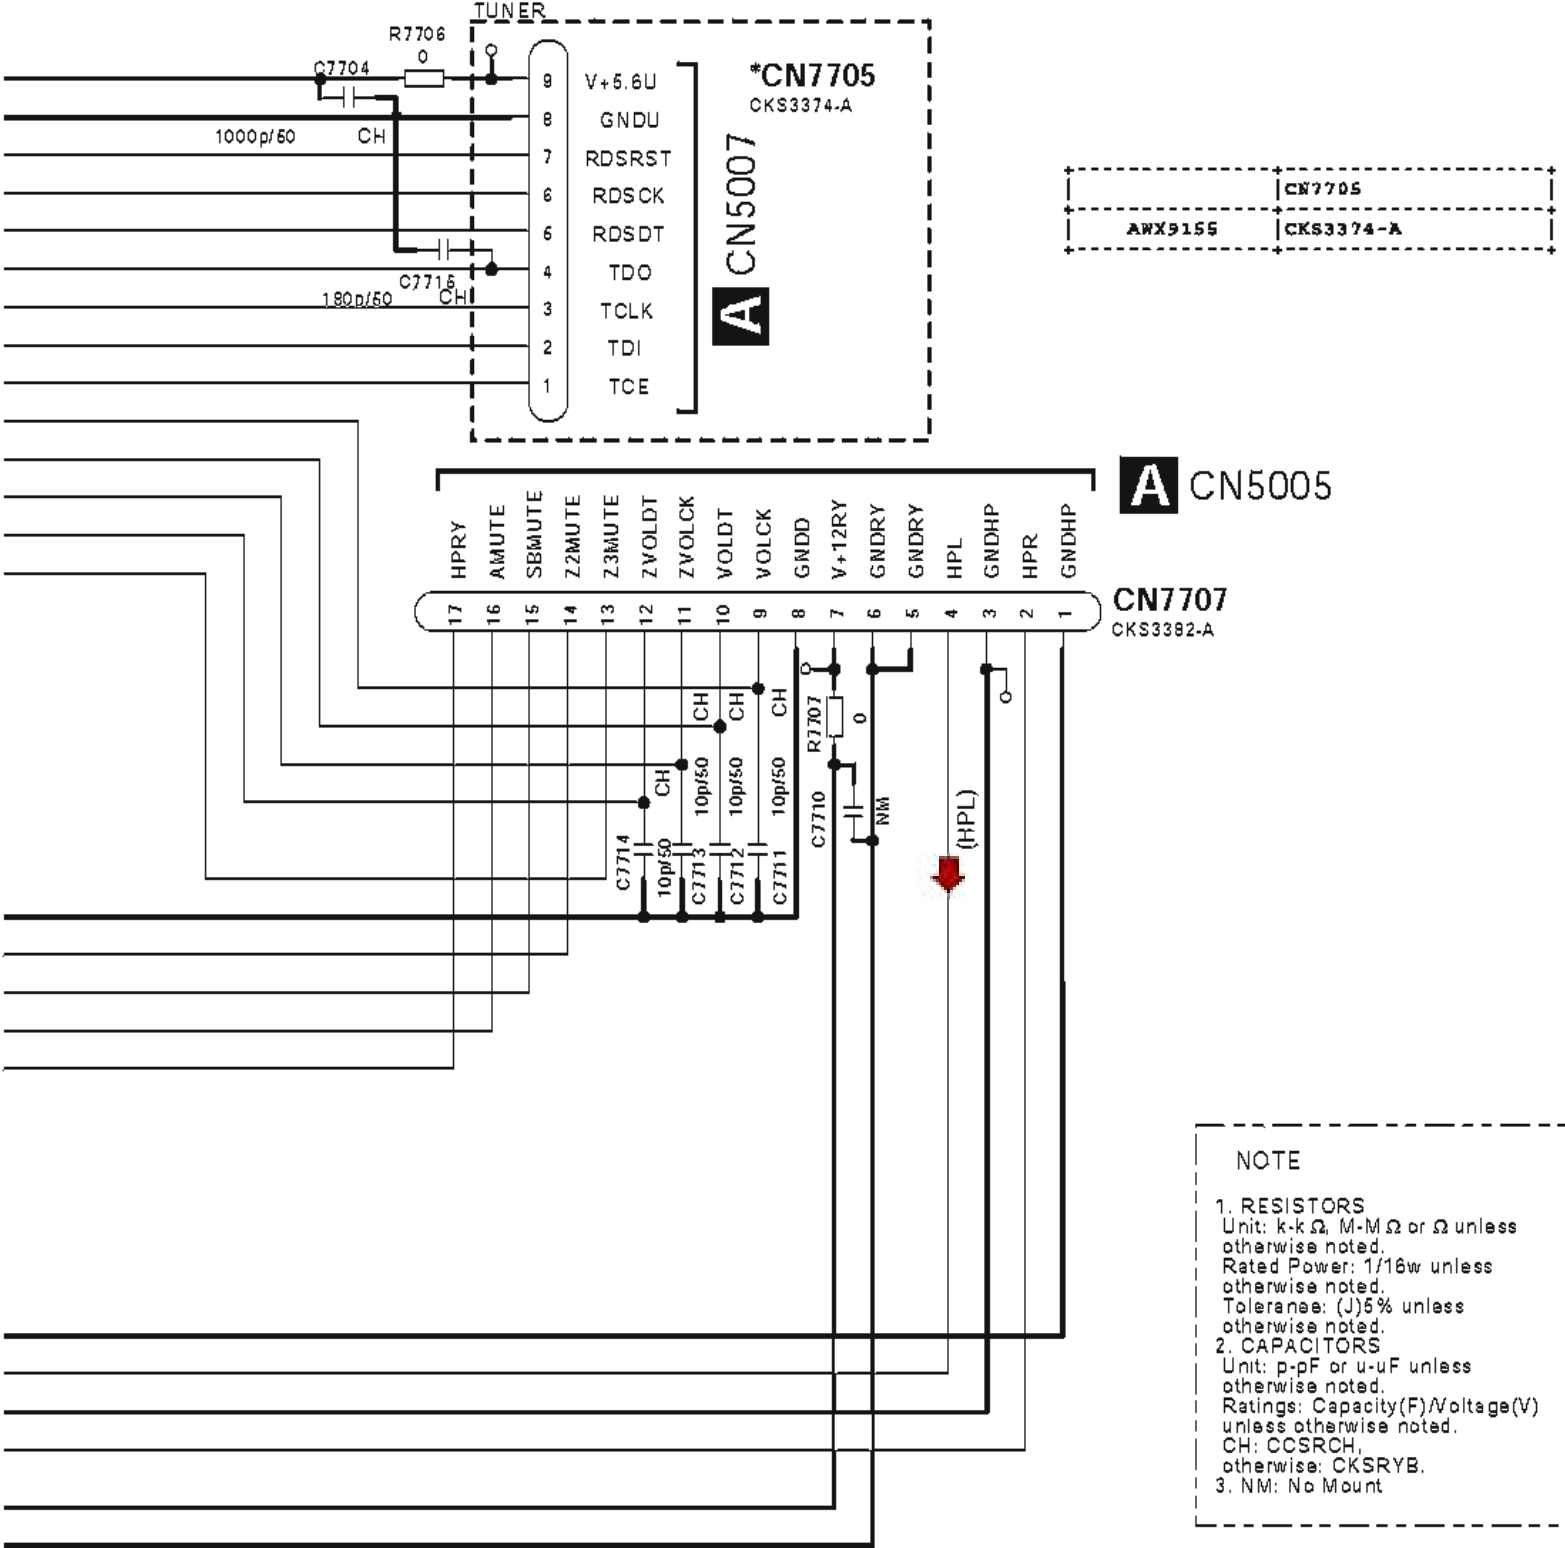 TUNER
R7706
0
C7704
1000p/50
CH
C7715
180p/50
CH
9 V+5.6U
8 GNDU
7 RDSRST
6 RDSCK
5 RDSDT
4 TDO
3 TCLK
2 TDI
1 TCE
*CN7705
CKS3374-A
A CN5007
CN7705
AWX9155 CKS3374-A
A CN5005
HPRY
AMUTE
SBMUTE
Z2MUTE
Z3MUTE
ZVOLDT
ZVOLCK
VOLDT
VOLCK
GNDD
V+12RY
GNDRY
GNDRY
HPL
GNDHP
HPR
GNDHP
17 16 15 14 13 12 11 10 9 8 7 6 5 4 3 2 1
CN7707
CKS3382-A
CH
CH
CH
CH
10p/50
10p/50
10p/50
10p/50
C7714
C7713
C7712
C7711
R7707
0
C7710
NM
(HPL)
NOTE
1. RESISTORS
Unit: k-kΩ, M-MΩ or Ω unless
otherwise noted.
Rated Power: 1/16w unless
otherwise noted.
Toleranse: (J)5% unless
otherwise noted.
2. CAPACITORS
Unit: p-pF or u-uF unless
otherwise noted.
Ratings: Capacity(F)/Voltage(V)
unless otherwise noted.
CH: CCSRCH,
otherwise: CKSRYB.
3. NM: No Mount